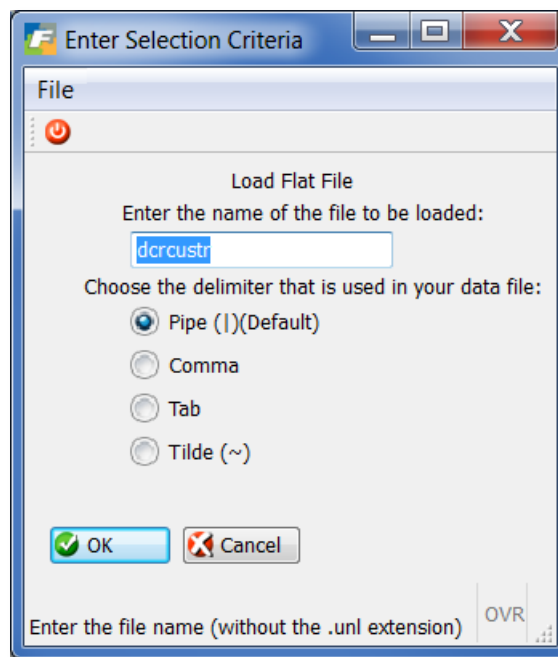 Enter Selection Criteria
File
Load Flat File
Enter the name of the file to be loaded:
dcrcustr
Choose the delimiter that is used in your data file:
Pipe (|)(Default)
Comma
Tab
Tilde (~)
OK Cancel
Enter the file name (without the .unl extension) OVR